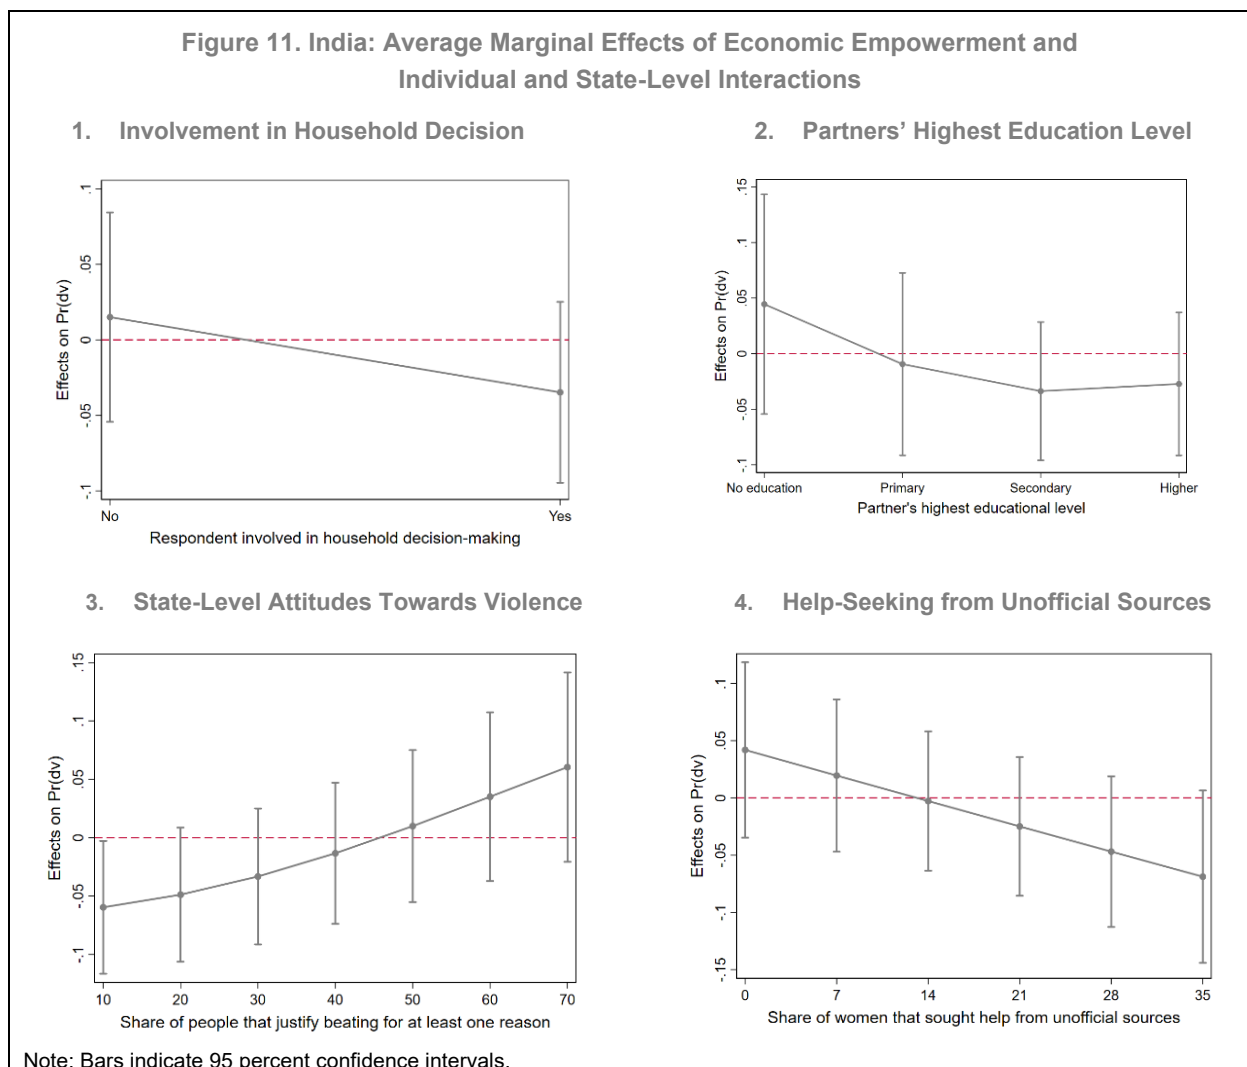 Figure 11. India: Average Marginal Effects of Economic Empowerment and
Individual and State-Level Interactions
1. Involvement in Household Decision
Effects on Pr(dv)
.1
.05
0
-.05
-.1
No
Yes
Respondent involved in household decision-making
2. Partners' Highest Education Level
Effects on Pr(dv)
.15
.1
.05
0
-.05
-.1
No education
Primary
Secondary
Higher
Partner's highest educational level
3. State-Level Attitudes Towards Violence
Effects on Pr(dv)
.15
.1
.05
0
-.05
-.1
10
20
30
40
50
60
70
Share of people that justify beating for at least one reason
4. Help-Seeking from Unofficial Sources
Effects on Pr(dv)
.1
.05
0
-.05
-.1
-.15
0
7
14
21
28
35
Share of women that sought help from unofficial sources
Note: Bars indicate 95 percent confidence intervals.